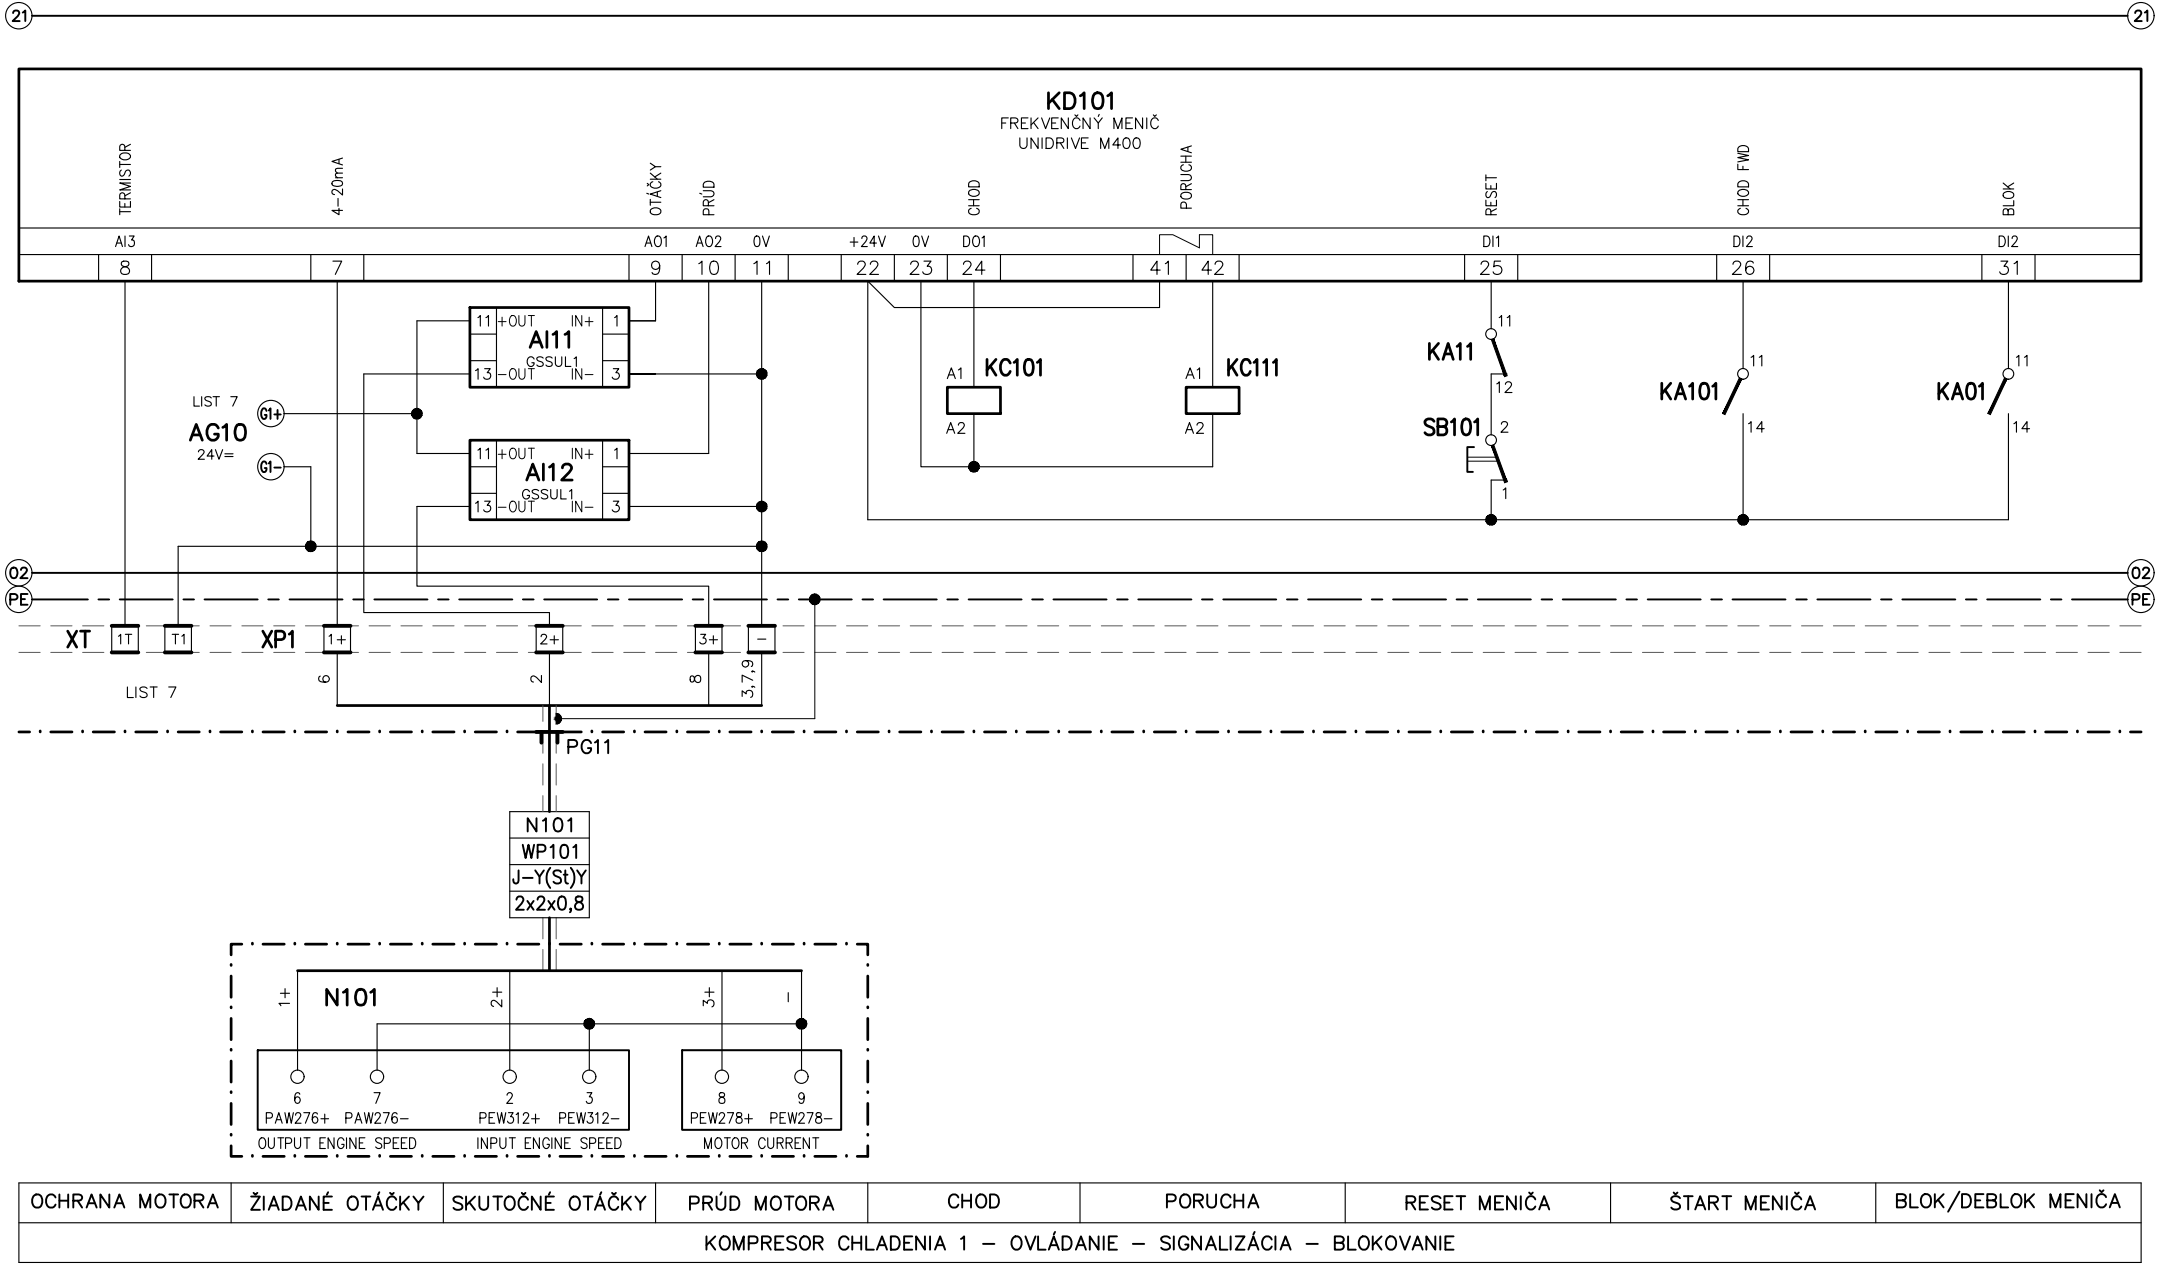 21 21
KD101
FREKVENČNÝ MENIČ
UNIDRIVE M400
TERMISTOR
4-20mA
OTÁČKY
PRÚD
CHOD
PORUCHA
RESET
CHOD FWD
BLOK
AI3 AO1 AO2 0V +24V 0V DO1 DI1 DI2 DI2
8 7 9 10 11 22 23 24 41 42 25 26 31
11 +OUT IN+ 1
AI11
GSSUL1
13 -OUT IN- 3
LIST 7
G1+
AG10
24V=
G1-
11 +OUT IN+ 1
AI12
GSSUL1
13 -OUT IN- 3
A1 KC101
A2
A1 KC111
A2
11
KA11
12
SB101 2
1
11
KA101
14
11
KA01
14
02 02
PE PE
XT 1T T1 XP1 1+ 2+ 3+ -
6 2 8 3,7,9
LIST 7
PG11
N101
WP101
J-Y(St)Y
2x2x0,8
1+ N101 2+ 3+ -
6 7 2 3 8 9
PAW276+ PAW276- PEW312+ PEW312- PEW278+ PEW278-
OUTPUT ENGINE SPEED INPUT ENGINE SPEED MOTOR CURRENT
OCHRANA MOTORA ŽIADANÉ OTÁČKY SKUTOČNÉ OTÁČKY PRÚD MOTORA CHOD PORUCHA RESET MENIČA ŠTART MENIČA BLOK/DEBLOK MENIČA
KOMPRESOR CHLADENIA 1 - OVLÁDANIE - SIGNALIZÁCIA - BLOKOVANIE